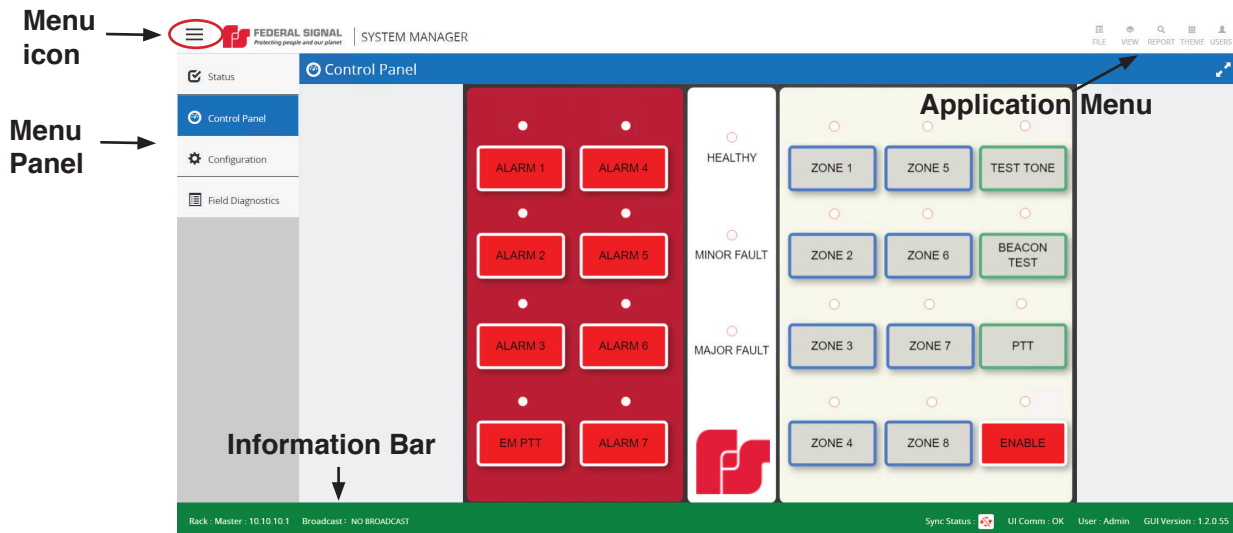 Menu
icon
FEDERAL SIGNAL
Protecting people and our planet
SYSTEM MANAGER
FILE VIEW REPORT THEME USERS
Application Menu
Menu
Panel
Status
Control Panel
Configuration
Field Diagnostics
Control Panel
ALARM 1 ALARM 4
ALARM 2 ALARM 5
ALARM 3 ALARM 6
EM PTT ALARM 7
HEALTHY
MINOR FAULT
MAJOR FAULT
ZONE 1 ZONE 5 TEST TONE
ZONE 2 ZONE 6 BEACON
TEST
ZONE 3 ZONE 7 PTT
ZONE 4 ZONE 8 ENABLE
Information Bar
Rack : Master : 10.10.10.1 Broadcast : NO BROADCAST Sync Status : UI Comm : OK User : Admin GUI Version : 1.2.0.55